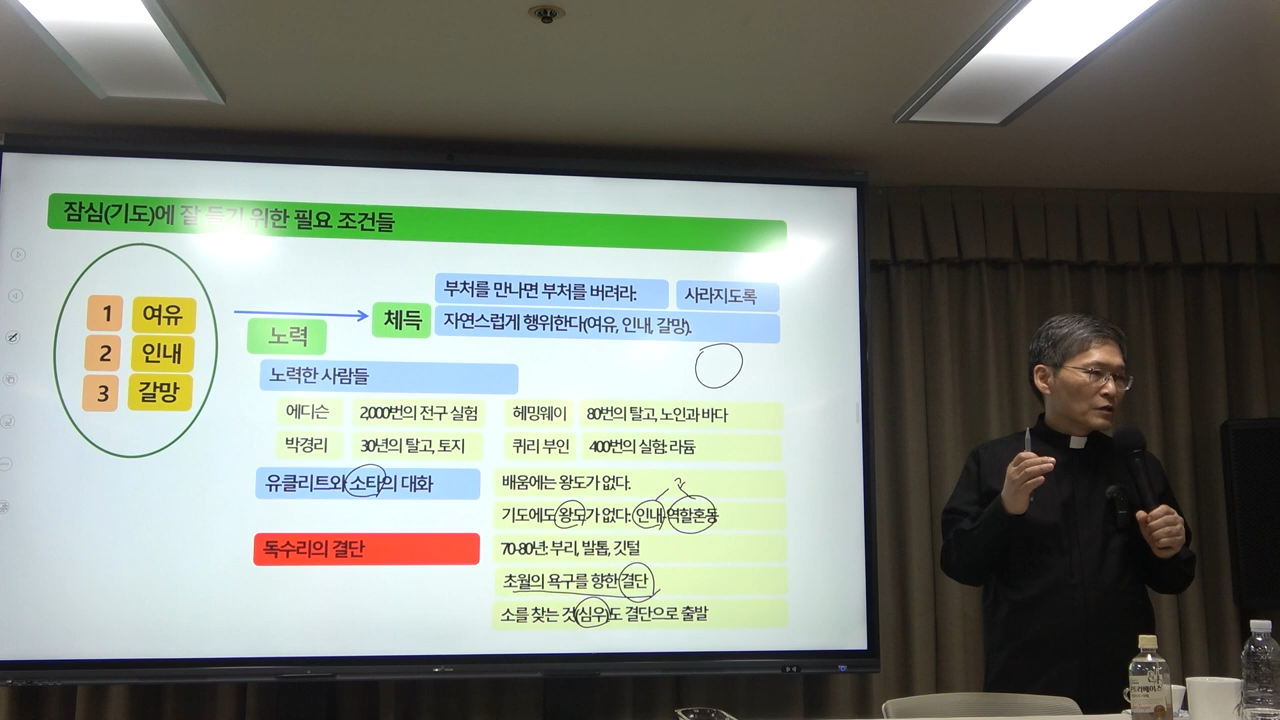 잠심(기도)에 잘 들기 위한 필요 조건들
1 여유
2 인내
3 갈망
노력
체득
부처를 만나면 부처를 버려라: 사라지도록
자연스럽게 행위한다(여유, 인내, 갈망).
노력한 사람들
에디슨 2,000번의 전구 실험 헤밍웨이 80번의 탈고, 노인과 바다
박경리 30년의 탈고, 토지 퀴리 부인 400번의 실험: 라듐
유클리트와 소타의 대화 배움에는 왕도가 없다.
기도에도 왕도가 없다: 인내-역할혼동
독수리의 결단 70-80년: 부리, 발톱, 깃털
초월의 욕구를 향한 결단
소를 찾는 것(심우)도 결단으로 출발